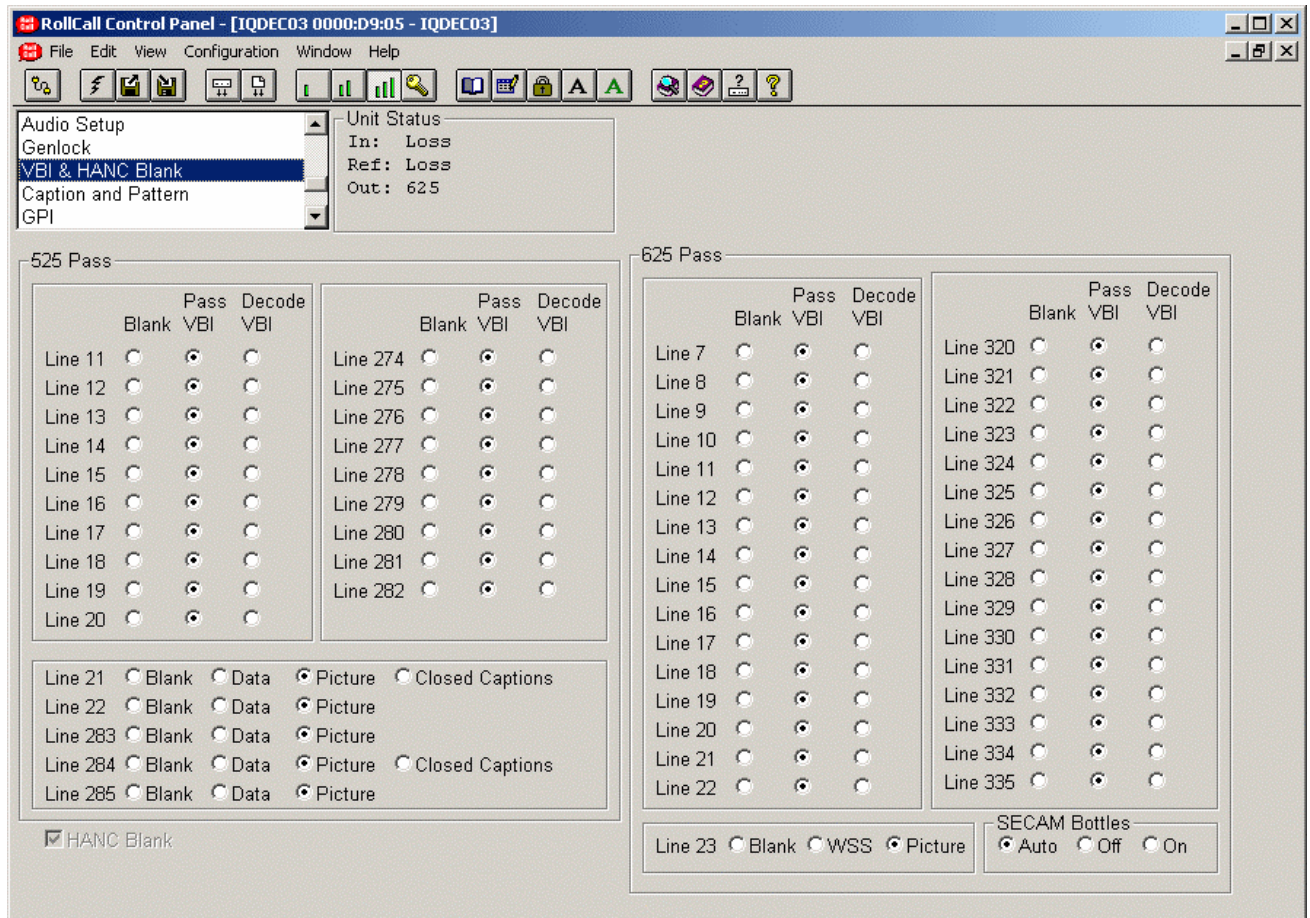 RollCall Control Panel - [IQDEC03 0000:D9:05 - IQDEC03]
File Edit View Configuration Window Help
A A
Audio Setup
Genlock
VBI & HANC Blank
Caption and Pattern
GPI
Unit Status
In: Loss
Ref: Loss
Out: 625
525 Pass
Blank Pass VBI Decode VBI
Line 11
Line 12
Line 13
Line 14
Line 15
Line 16
Line 17
Line 18
Line 19
Line 20
Blank Pass VBI Decode VBI
Line 274
Line 275
Line 276
Line 277
Line 278
Line 279
Line 280
Line 281
Line 282
Line 21 Blank Data Picture Closed Captions
Line 22 Blank Data Picture
Line 283 Blank Data Picture
Line 284 Blank Data Picture Closed Captions
Line 285 Blank Data Picture
HANC Blank
625 Pass
Blank Pass VBI Decode VBI
Line 7
Line 8
Line 9
Line 10
Line 11
Line 12
Line 13
Line 14
Line 15
Line 16
Line 17
Line 18
Line 19
Line 20
Line 21
Line 22
Blank Pass VBI Decode VBI
Line 320
Line 321
Line 322
Line 323
Line 324
Line 325
Line 326
Line 327
Line 328
Line 329
Line 330
Line 331
Line 332
Line 333
Line 334
Line 335
Line 23 Blank WSS Picture
SECAM Bottles
Auto Off On